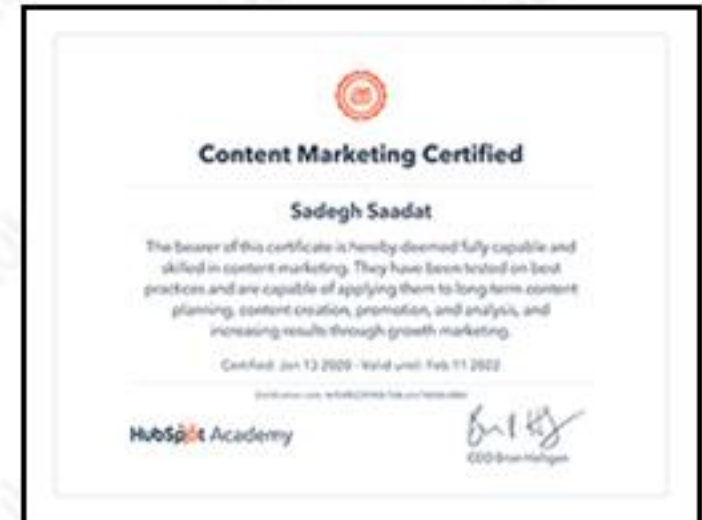 Content Marketing Certified
Sadegh Saadat
The bearer of this certificate is hereby deemed fully capable and
skilled in content marketing. They have been tested on best
practices and are capable of applying them to long-term content
planning, content creation, promotion, and analysis, and
increasing results through growth marketing.
Certified: Jan 13 2020 - Valid until: Feb 11 2022
Certification code:
HubSpot Academy
CEO Brian Halligan